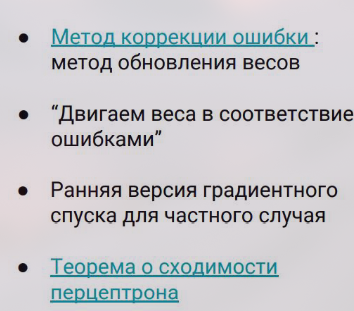 ● Метод коррекции ошибки :
метод обновления весов
● “Двигаем веса в соответствие
ошибками”
● Ранняя версия градиентного
спуска для частного случая
● Теорема о сходимости
перцептрона